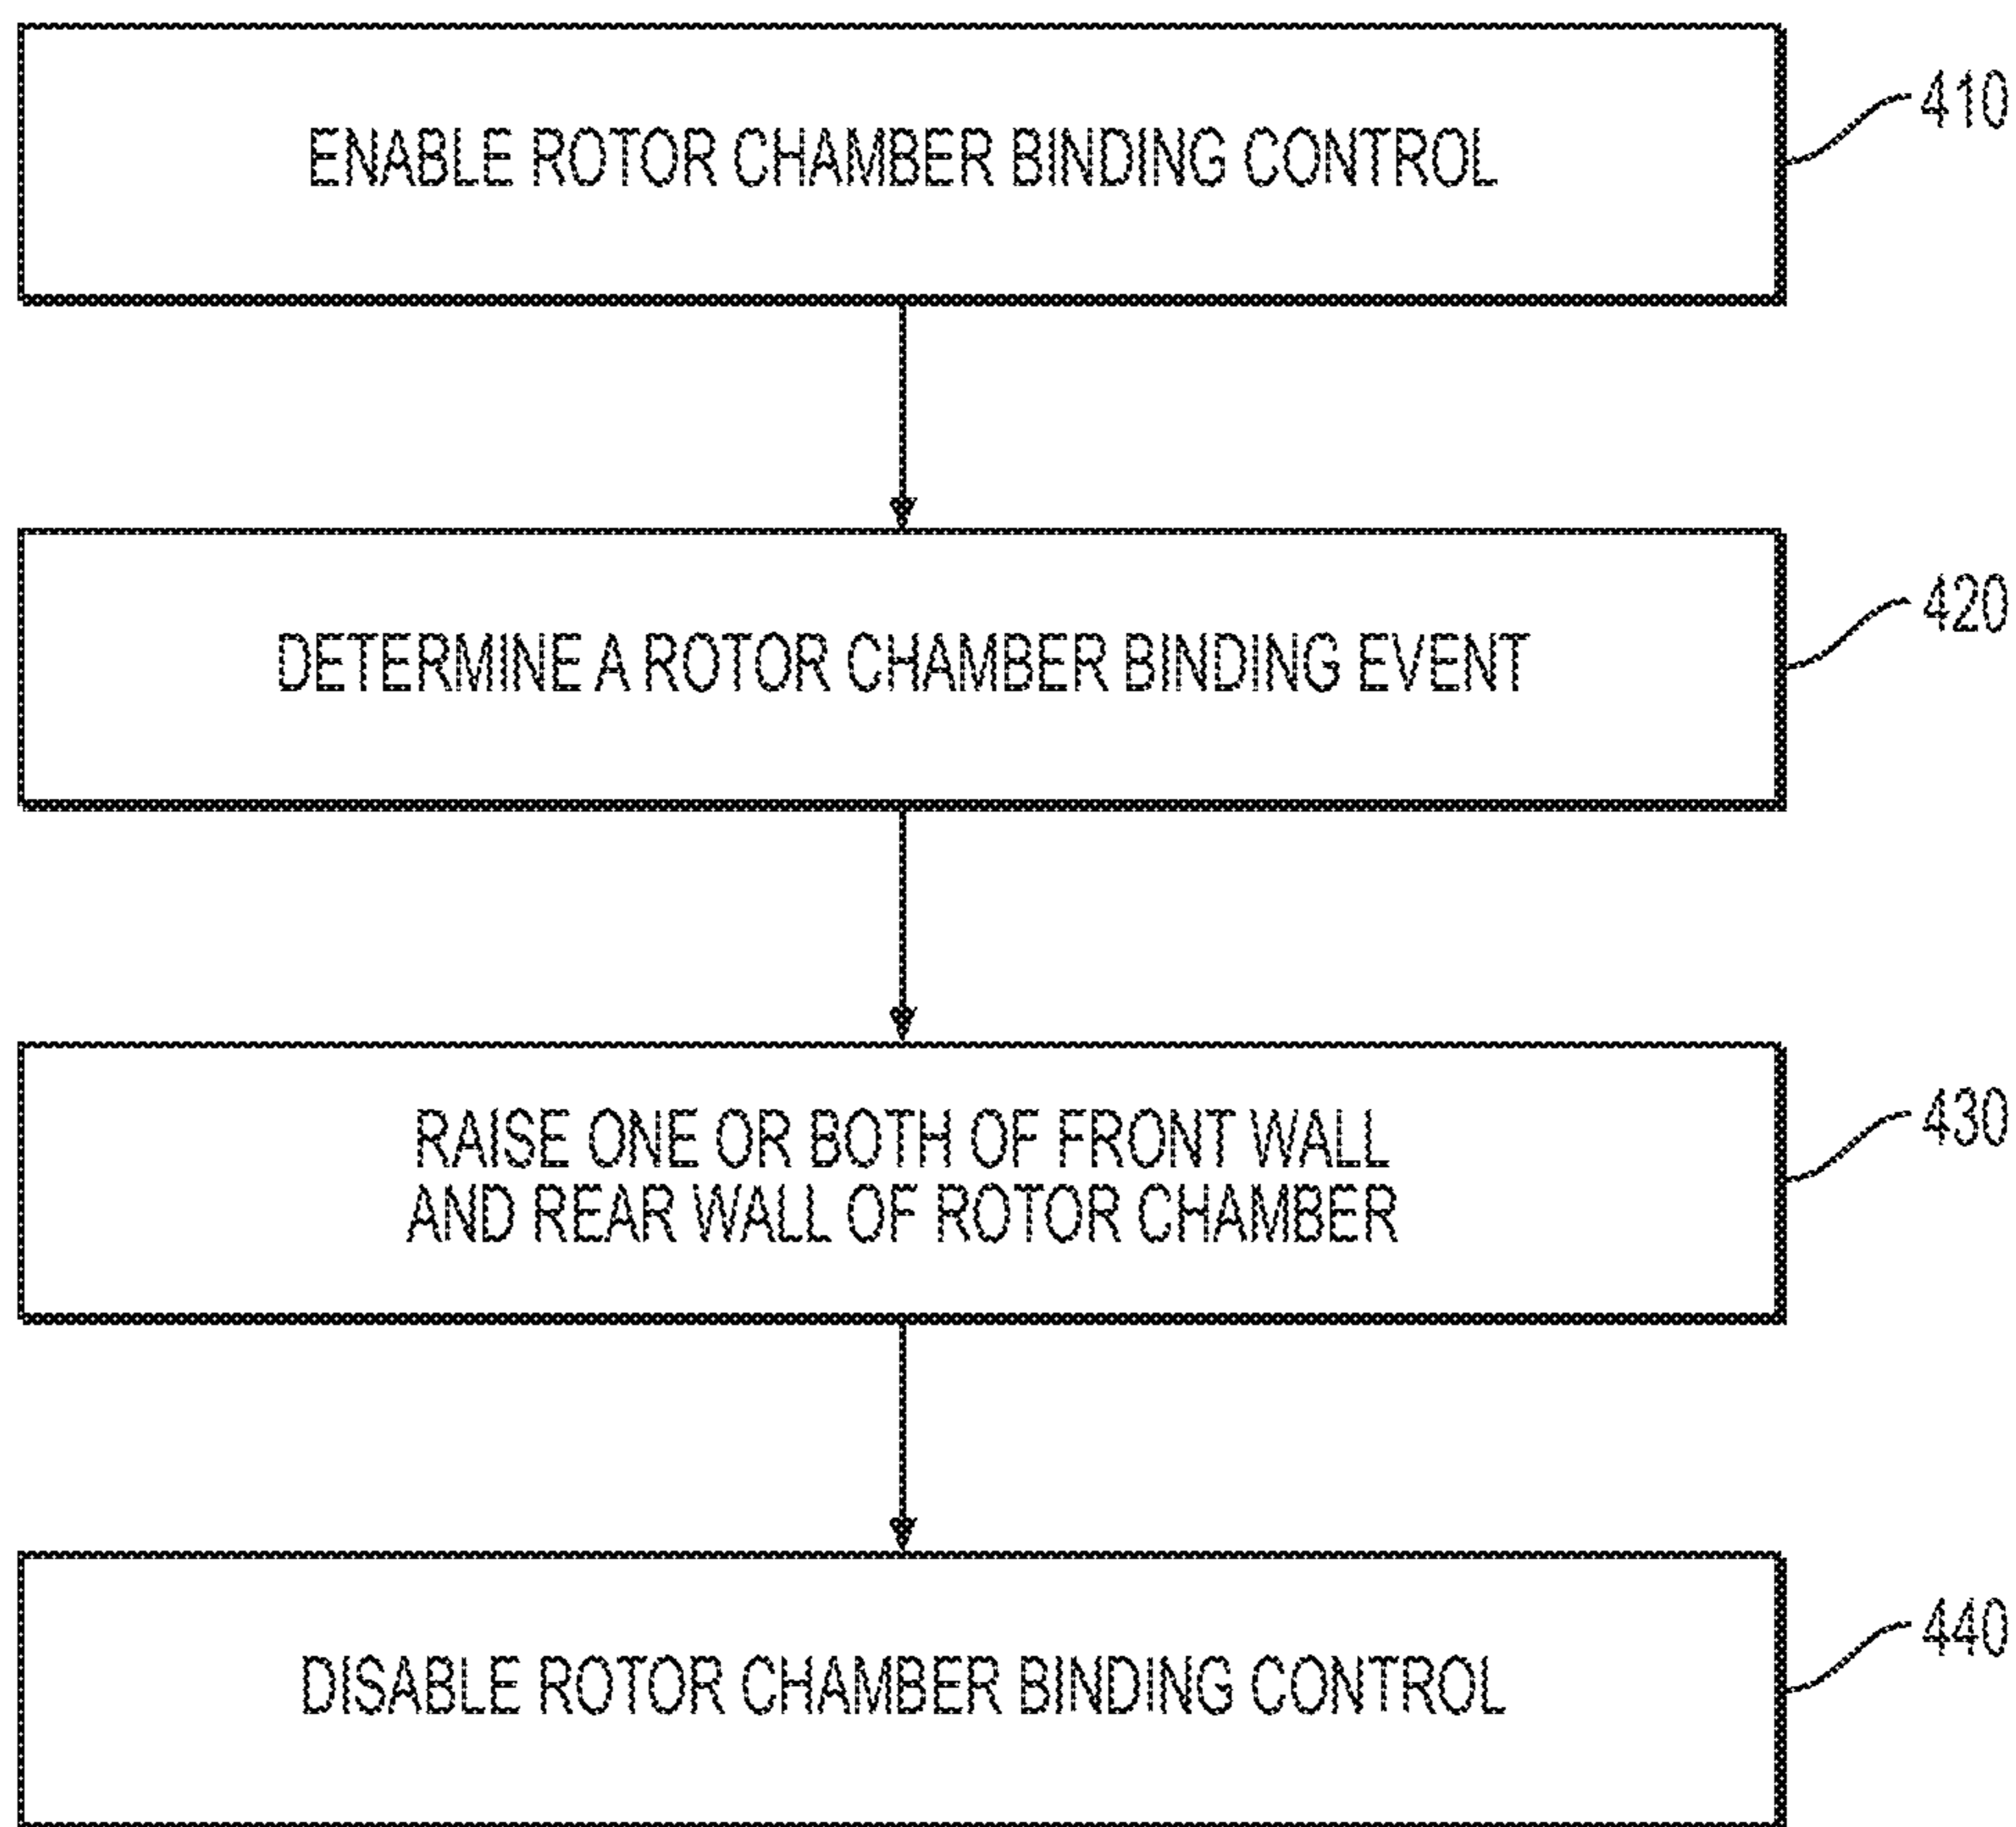 ENABLE ROTOR CHAMBER BINDING CONTROL
410
DETERMINE A ROTOR CHAMBER BINDING EVENT
420
RAISE ONE OR BOTH OF FRONT WALL
AND REAR WALL OF ROTOR CHAMBER
430
DISABLE ROTOR CHAMBER BINDING CONTROL
440